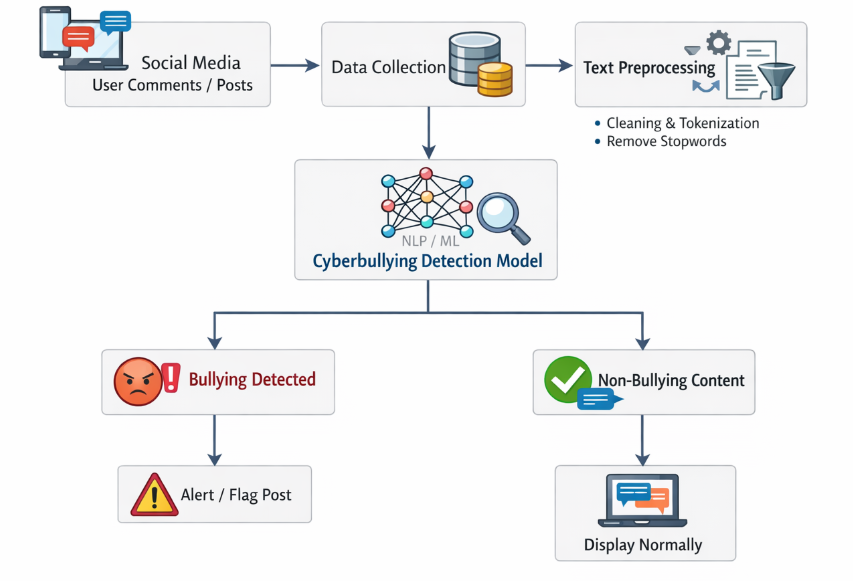 Social Media
User Comments / Posts
Data Collection
Text Preprocessing
• Cleaning & Tokenization
• Remove Stopwords
NLP / ML
Cyberbullying Detection Model
Bullying Detected
Non-Bullying Content
Alert / Flag Post
Display Normally